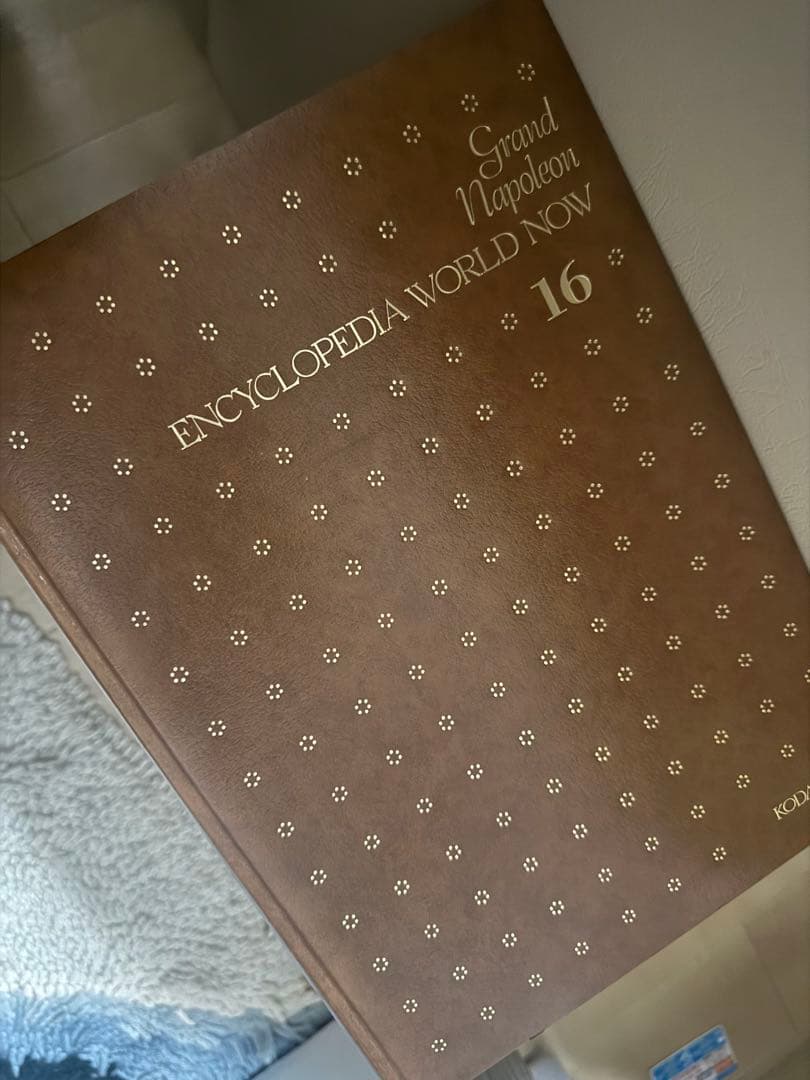 Grand
Napoleon
ENCYCLOPEDIA WORLD NOW
16